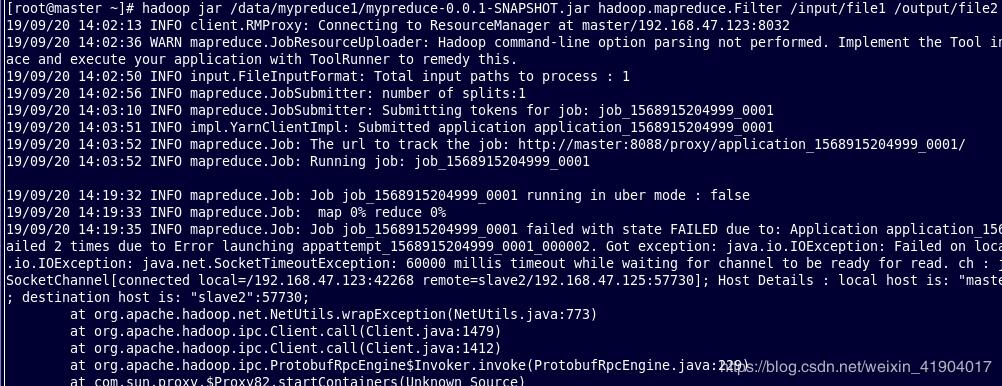 [root@master ~]# hadoop jar /data/mypreduce1/mypreduce-0.0.1-SNAPSHOT.jar hadoop.mapreduce.Filter /input/file1 /output/file2
19/09/20 14:02:13 INFO client.RMProxy: Connecting to ResourceManager at master/192.168.47.123:8032
19/09/20 14:02:36 WARN mapreduce.JobResourceUploader: Hadoop command-line option parsing not performed. Implement the Tool in
ace and execute your application with ToolRunner to remedy this.
19/09/20 14:02:50 INFO input.FileInputFormat: Total input paths to process : 1
19/09/20 14:02:56 INFO mapreduce.JobSubmitter: number of splits:1
19/09/20 14:03:10 INFO mapreduce.JobSubmitter: Submitting tokens for job: job_1568915204999_0001
19/09/20 14:03:51 INFO impl.YarnClientImpl: Submitted application application_1568915204999_0001
19/09/20 14:03:52 INFO mapreduce.Job: The url to track the job: http://master:8088/proxy/application_1568915204999_0001/
19/09/20 14:03:52 INFO mapreduce.Job: Running job: job_1568915204999_0001
19/09/20 14:19:32 INFO mapreduce.Job: Job job_1568915204999_0001 running in uber mode : false
19/09/20 14:19:33 INFO mapreduce.Job:  map 0% reduce 0%
19/09/20 14:19:35 INFO mapreduce.Job: Job job_1568915204999_0001 failed with state FAILED due to: Application application_156
ailed 2 times due to Error launching appattempt_1568915204999_0001_000002. Got exception: java.io.IOException: Failed on loc
.io.IOException: java.net.SocketTimeoutException: 60000 millis timeout while waiting for channel to be ready for read. ch : j
SocketChannel[connected local=/192.168.47.123:42268 remote=slave2/192.168.47.125:57730]; Host Details : local host is: "maste
; destination host is: "slave2":57730;
at org.apache.hadoop.net.NetUtils.wrapException(NetUtils.java:773)
at org.apache.hadoop.ipc.Client.call(Client.java:1479)
at org.apache.hadoop.ipc.Client.call(Client.java:1412)
at org.apache.hadoop.ipc.ProtobufRpcEngine$Invoker.invoke(ProtobufRpcEngine.java:229)
at com.sun.proxy.$Proxy82.startContainers(Unknown Source)
https://blog.csdn.net/weixin_41904017